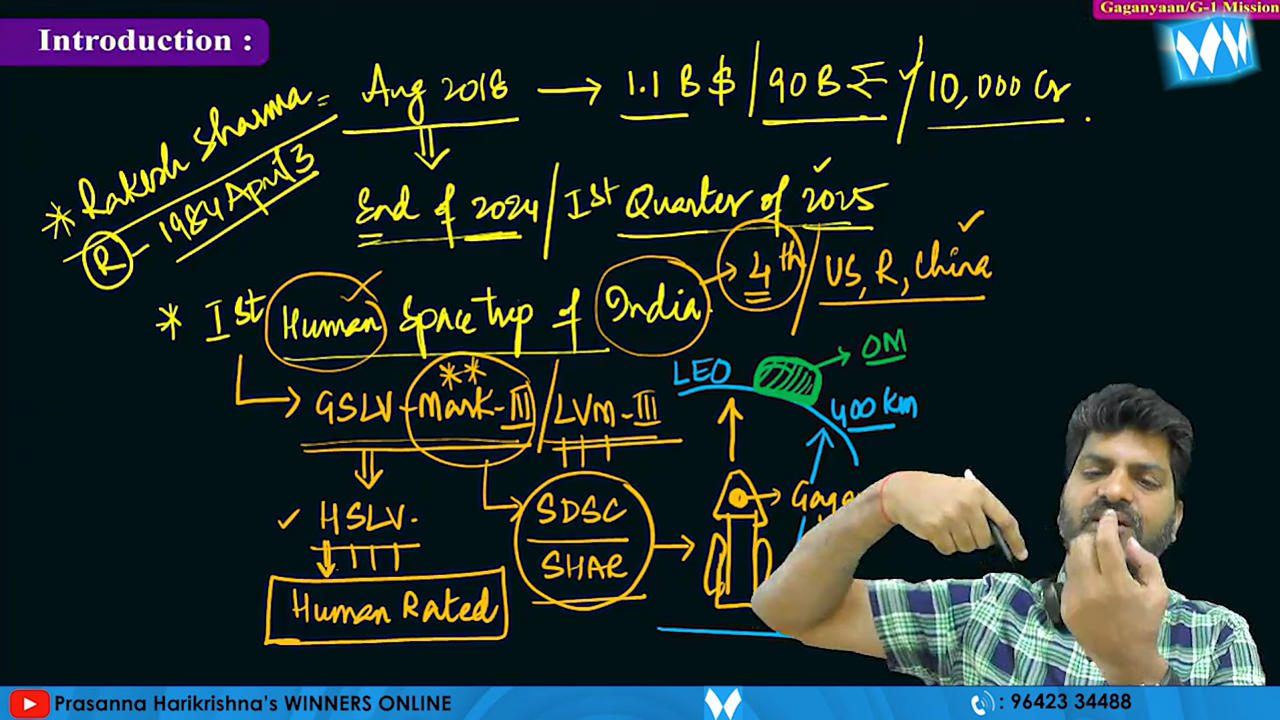 Gaganyaan/G-1 Mission
Introduction :
* Rakesh Sharma =
(R) - 1984 April 3
Aug 2018 → 1.1 B $ / 90 B ₹ / 10,000 Cr.
End of 2024 / Ist Quarter of 2025
* Ist Human Space trip of India → 4th / US, R, China
→ GSLV - Mark - III / LVM - III
LEO → OM
400 km
✓ HSLV.
SDSC
SHAR
→
Human Rated
Prasanna Harikrishna's WINNERS ONLINE
: 96423 34488